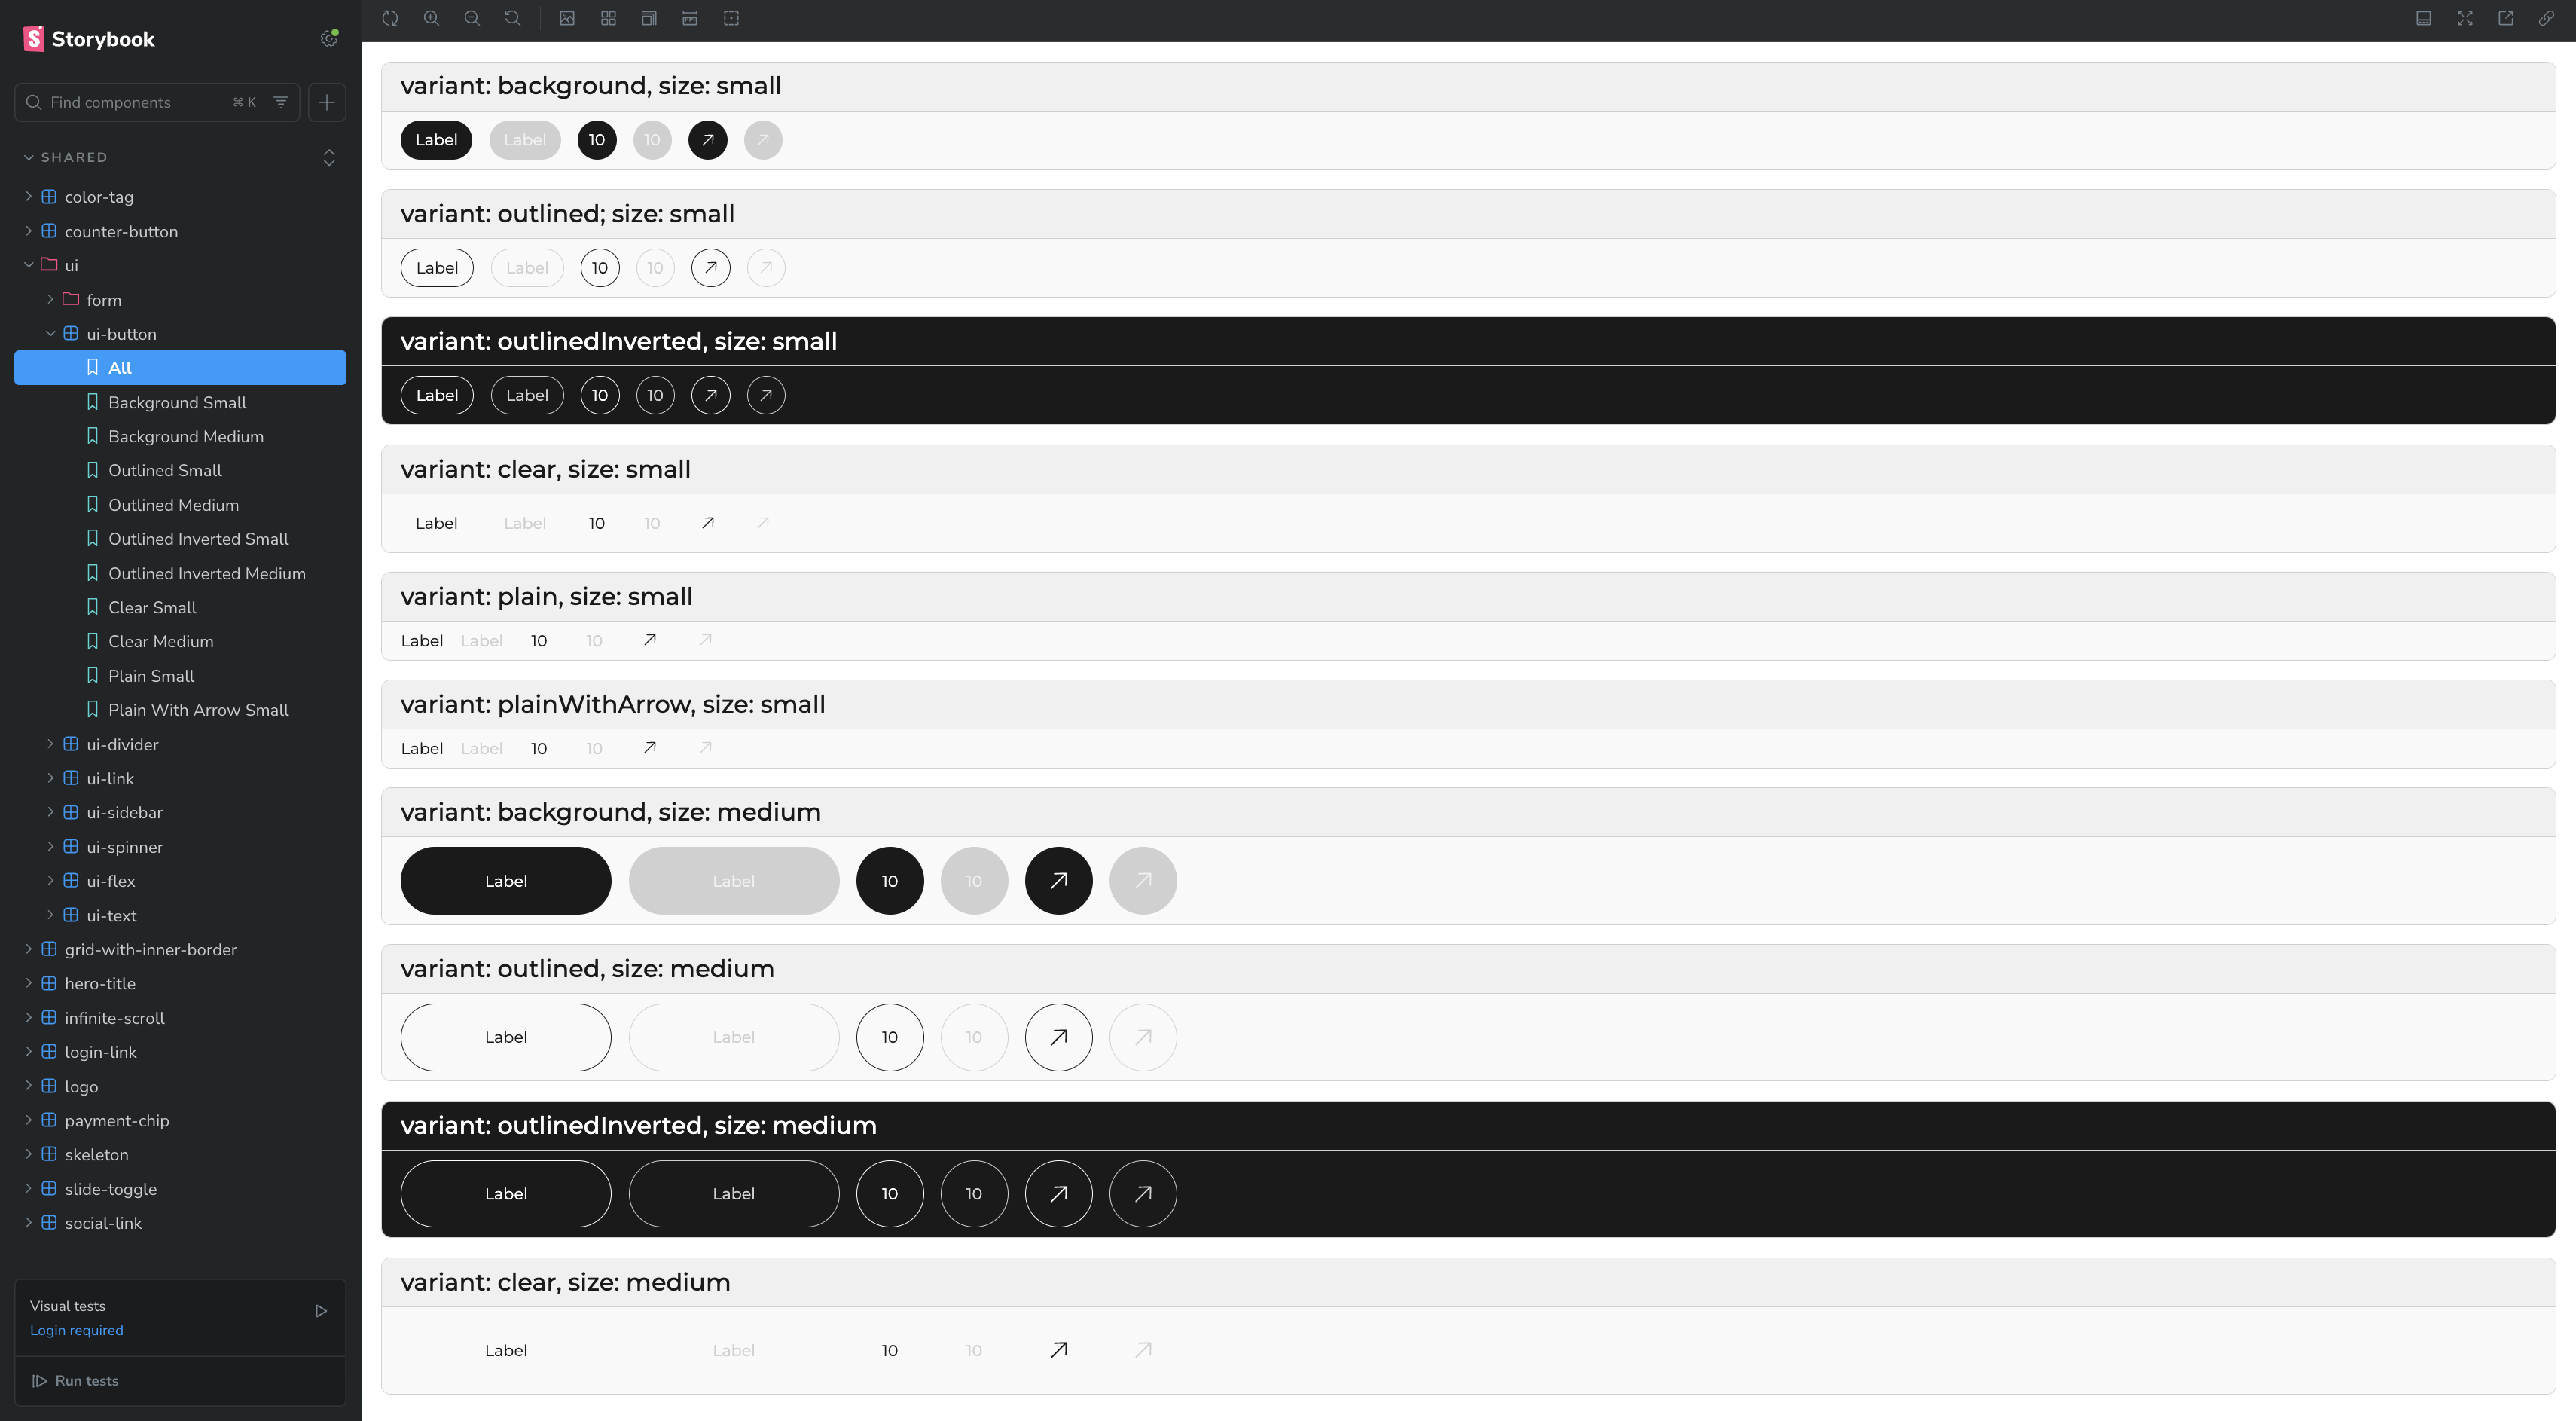 Storybook
Find components ⌘ K
SHARED
color-tag
counter-button
ui
form
ui-button
All
Background Small
Background Medium
Outlined Small
Outlined Medium
Outlined Inverted Small
Outlined Inverted Medium
Clear Small
Clear Medium
Plain Small
Plain With Arrow Small
ui-divider
ui-link
ui-sidebar
ui-spinner
ui-flex
ui-text
grid-with-inner-border
hero-title
infinite-scroll
login-link
logo
payment-chip
skeleton
slide-toggle
social-link
Visual tests
Login required
Run tests
variant: background, size: small
Label Label 10 10
variant: outlined; size: small
Label Label 10 10
variant: outlinedInverted, size: small
Label Label 10 10
variant: clear, size: small
Label Label 10 10
variant: plain, size: small
Label Label 10 10
variant: plainWithArrow, size: small
Label Label 10 10
variant: background, size: medium
Label Label 10 10
variant: outlined, size: medium
Label Label 10 10
variant: outlinedInverted, size: medium
Label Label 10 10
variant: clear, size: medium
Label Label 10 10